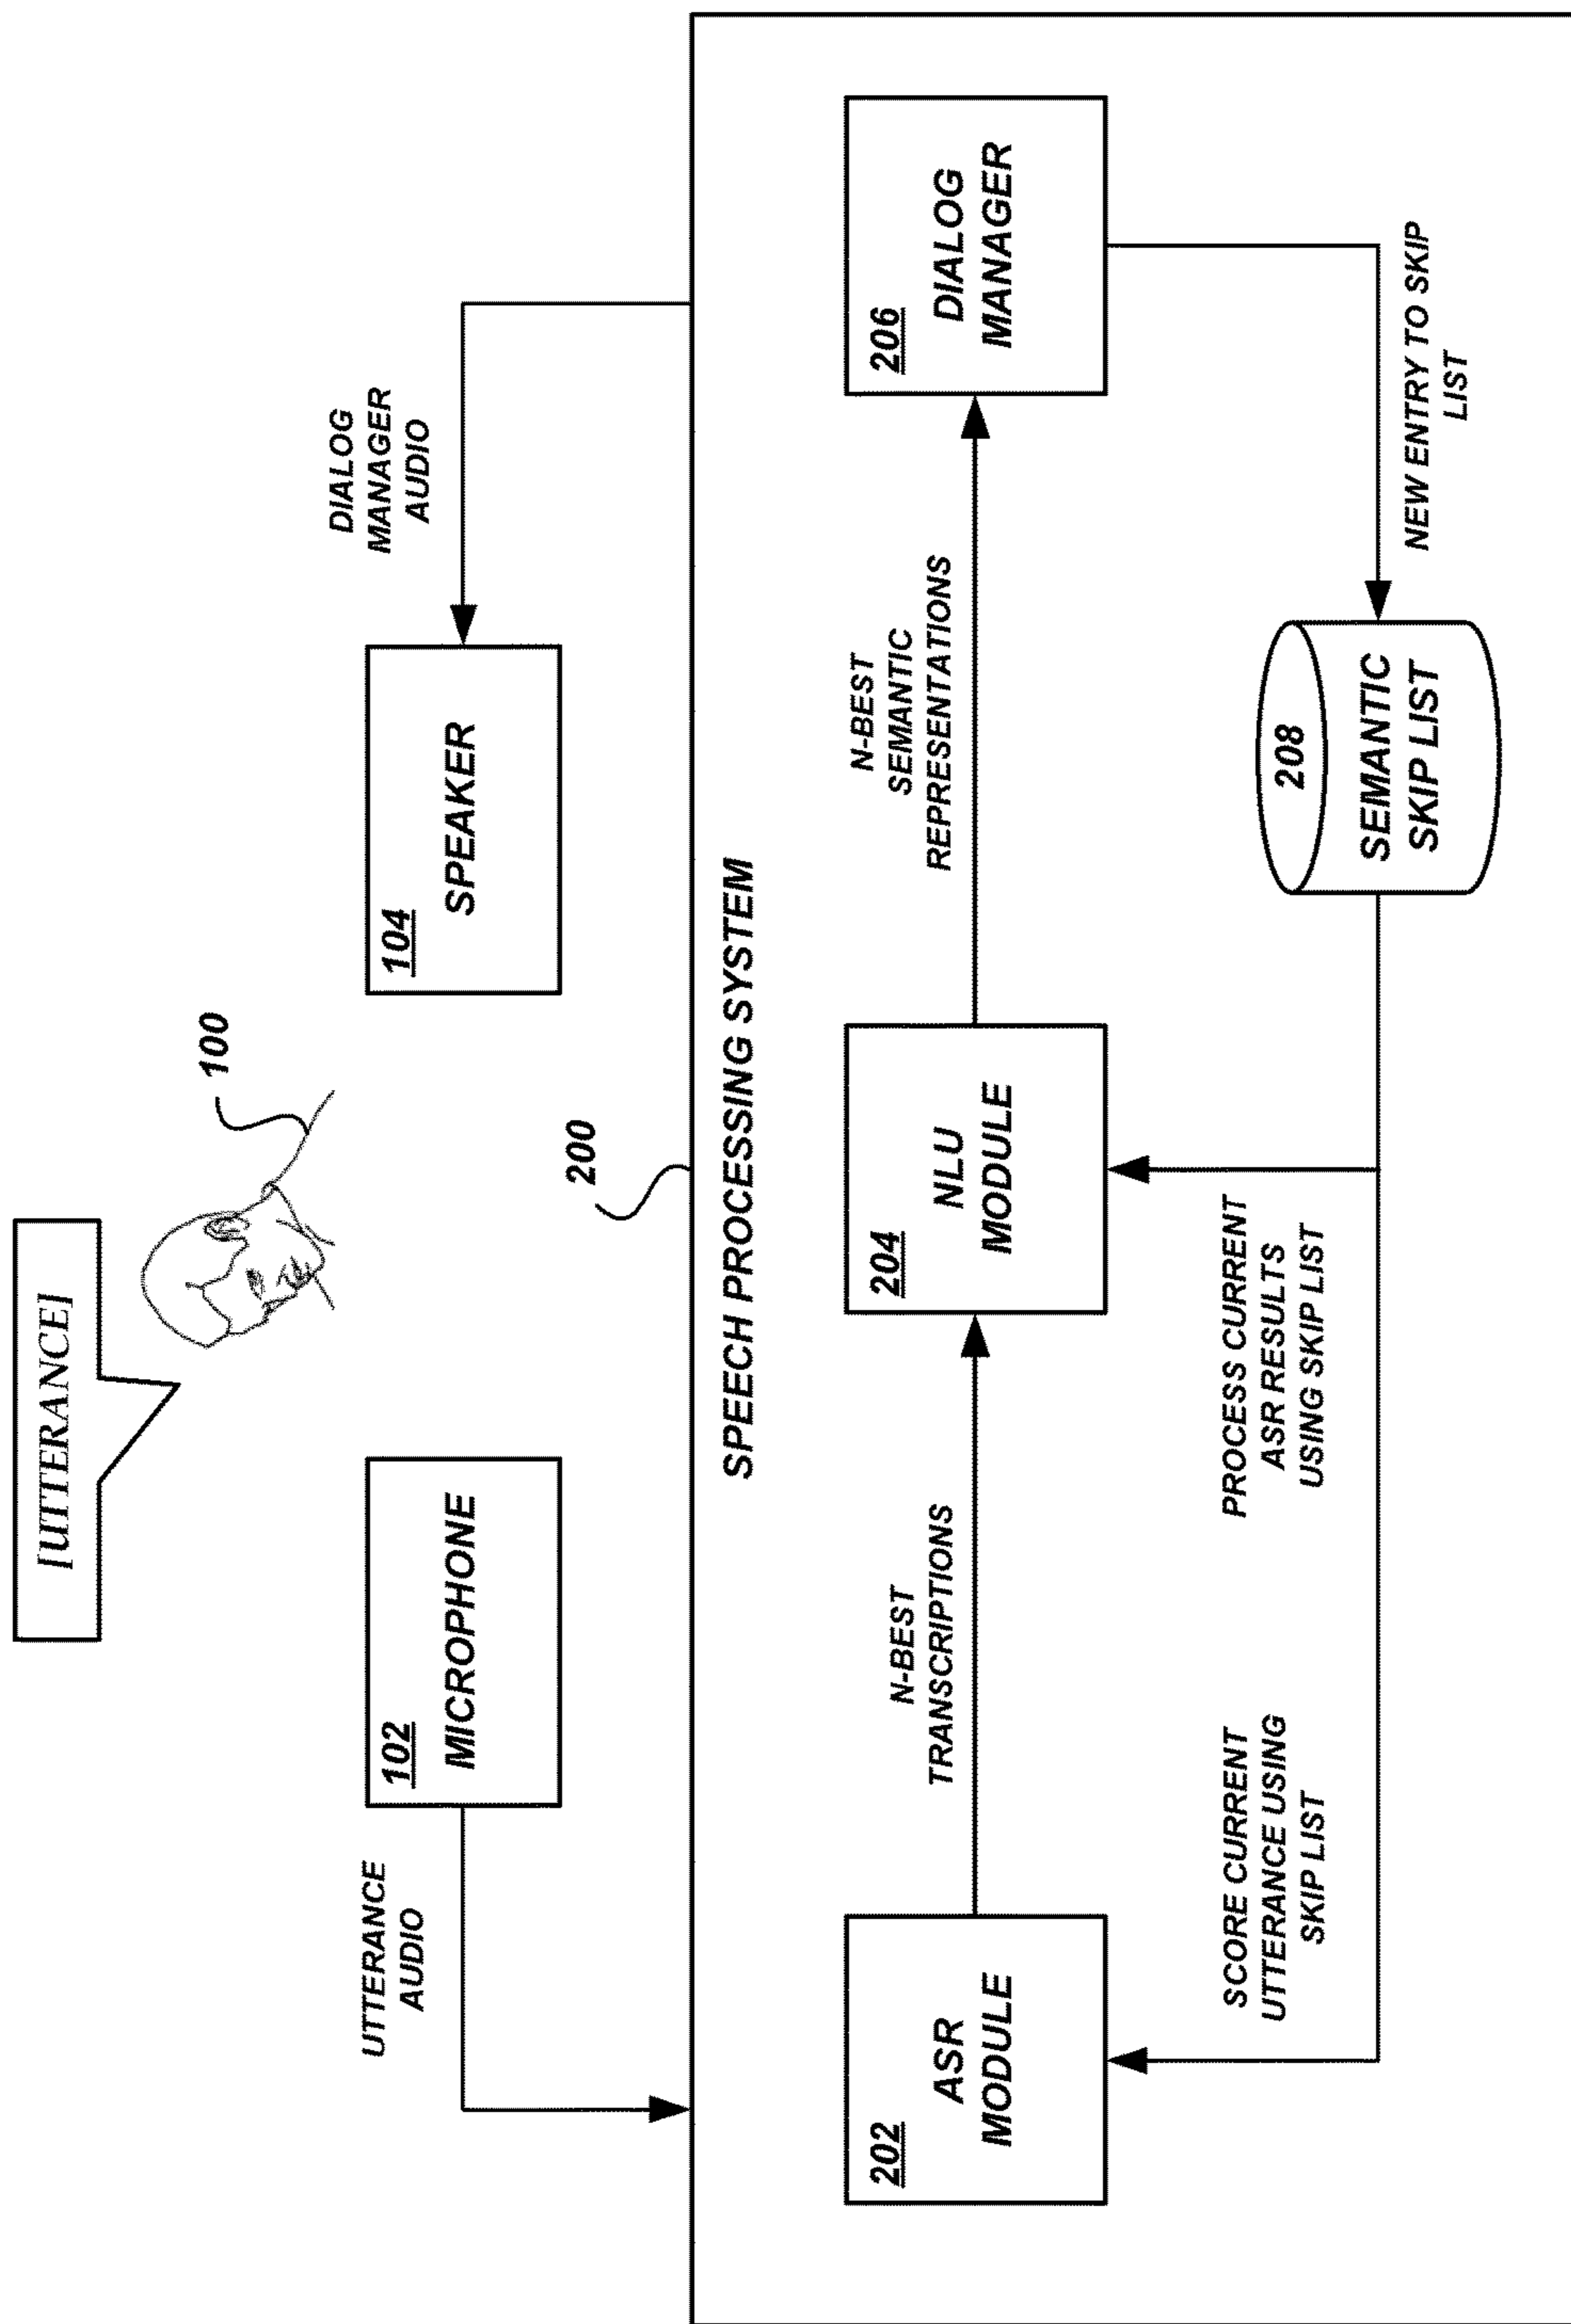 [UTTERANCE]
100
UTTERANCE
AUDIO
102
MICROPHONE
104
SPEAKER
DIALOG
MANAGER
AUDIO
200
SPEECH PROCESSING SYSTEM
202
ASR
MODULE
N-BEST
TRANSCRIPTIONS
204
NLU
MODULE
N-BEST
SEMANTIC
REPRESENTATIONS
206
DIALOG
MANAGER
SCORE CURRENT
UTTERANCE USING
SKIP LIST
PROCESS CURRENT
ASR RESULTS
USING SKIP LIST
208
SEMANTIC
SKIP LIST
NEW ENTRY TO SKIP
LIST